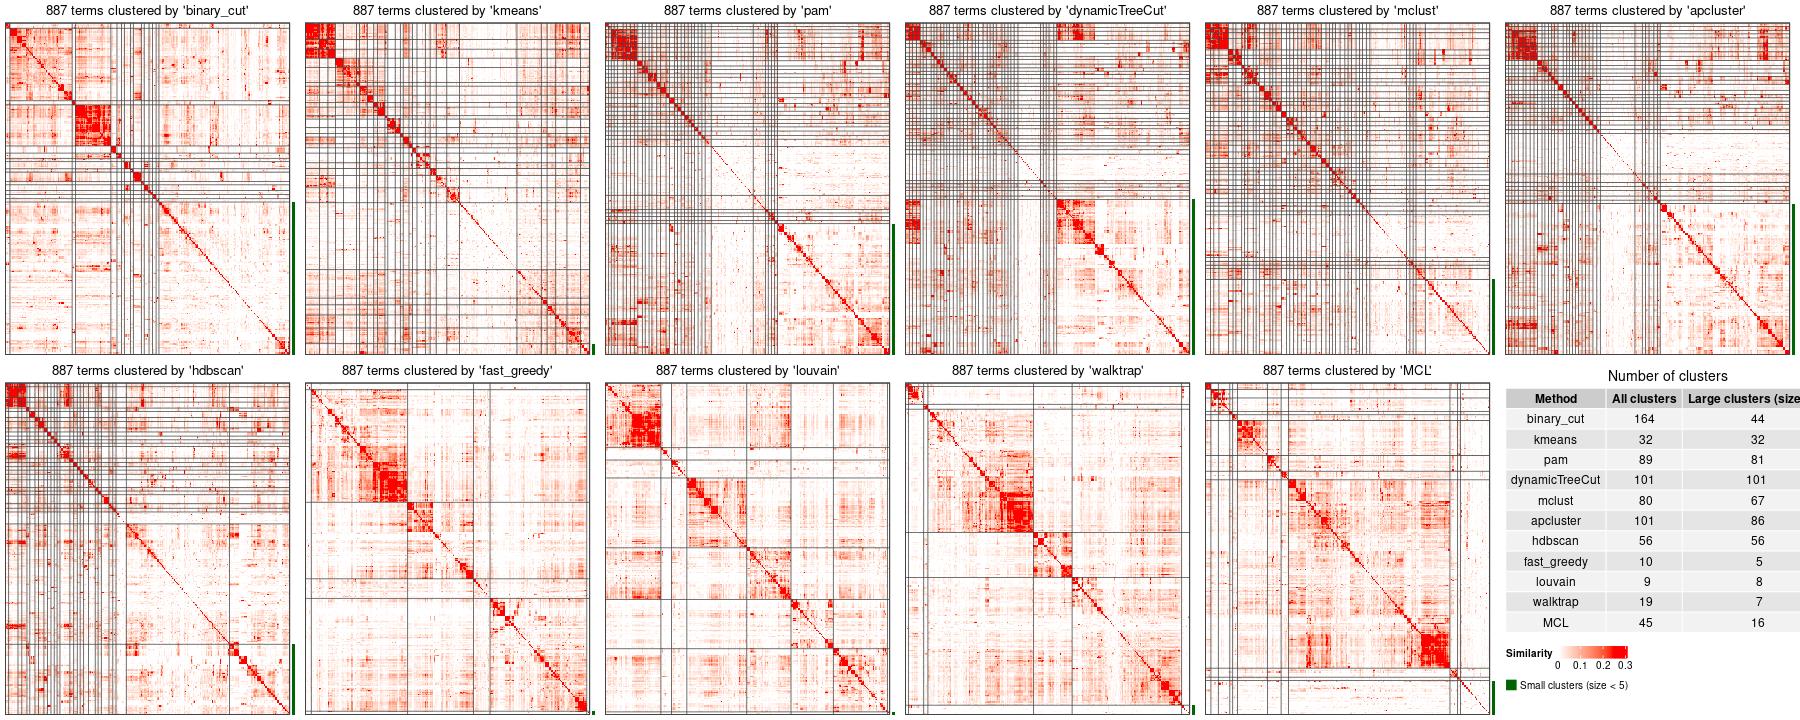 887 terms clustered by 'binary_cut'
887 terms clustered by 'kmeans'
887 terms clustered by 'pam'
887 terms clustered by 'dynamicTreeCut'
887 terms clustered by 'mclust'
887 terms clustered by 'apcluster'
887 terms clustered by 'hdbscan'
887 terms clustered by 'fast_greedy'
887 terms clustered by 'louvain'
887 terms clustered by 'walktrap'
887 terms clustered by 'MCL'
Number of clusters
Method All clusters Large clusters (size
binary_cut 164 44
kmeans 32 32
pam 89 81
dynamicTreeCut 101 101
mclust 80 67
apcluster 101 86
hdbscan 56 56
fast_greedy 10 5
louvain 9 8
walktrap 19 7
MCL 45 16
Similarity
0 0.1 0.2 0.3
Small clusters (size < 5)